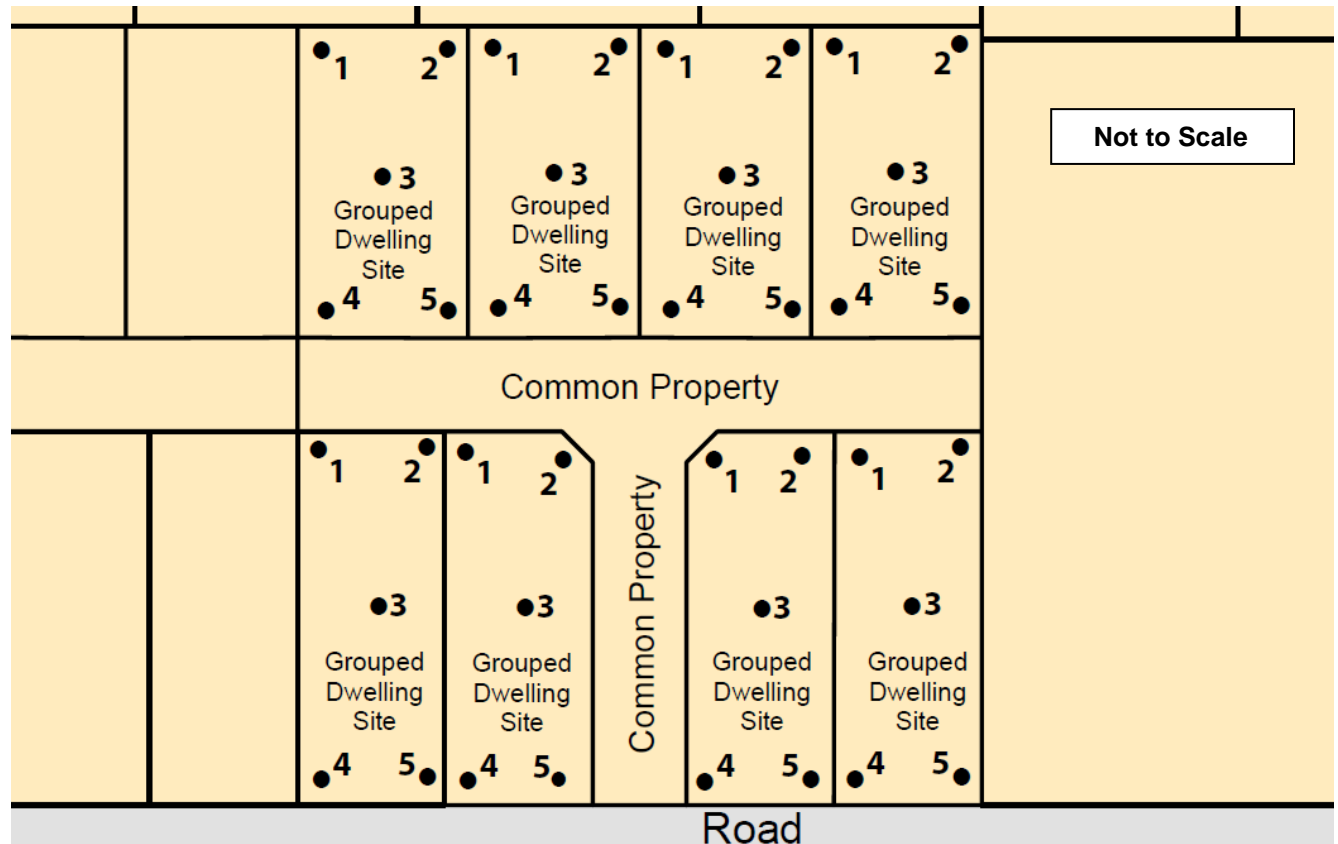 1 2 1 2 1 2 1 2
Not to Scale
3 3 3 3
Grouped Grouped Grouped Grouped
Dwelling Dwelling Dwelling Dwelling
Site Site Site Site
4 5 4 5 4 5 4 5
Common Property
1 2 1 2 1 2 1 2
Common Property
3 3 3 3
Grouped Grouped Grouped Grouped
Dwelling Dwelling Dwelling Dwelling
Site Site Site Site
4 5 4 5 4 5 4 5
Road